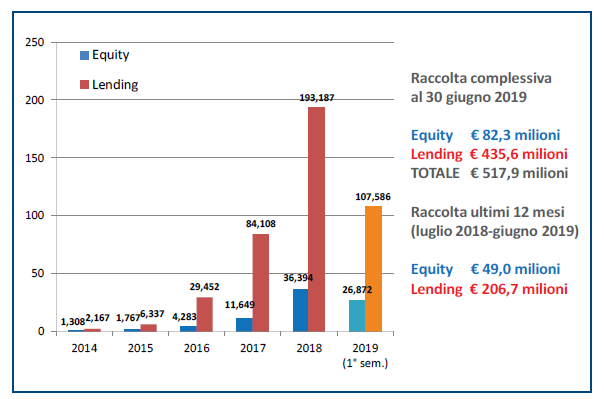 250
200
150
100
50
0
Equity
Lending
1,308 2,167
1,767 6,337
4,283 29,452
11,649 84,108
36,394 193,187
26,872 107,586
2014 2015 2016 2017 2018 2019
(1° sem.)
Raccolta complessiva
al 30 giugno 2019
Equity € 82,3 milioni
Lending € 435,6 milioni
TOTALE € 517,9 milioni
Raccolta ultimi 12 mesi
(luglio 2018-giugno 2019)
Equity € 49,0 milioni
Lending € 206,7 milioni